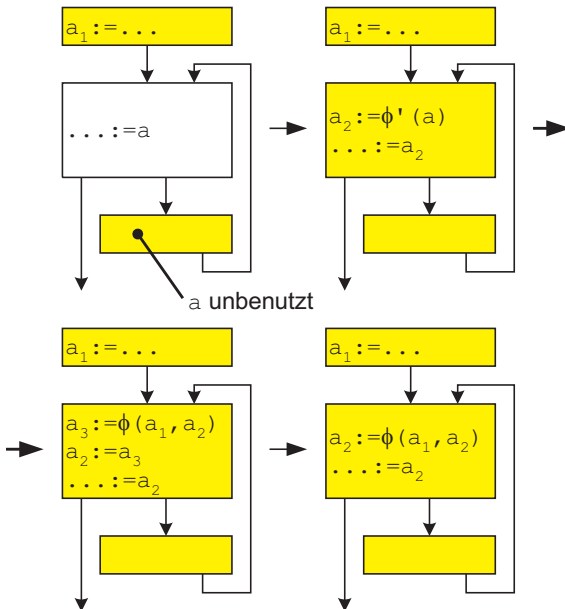 a₁:=...
...:=a
a unbenutzt
a₁:=...
a₂:=ϕ'(a)
...:=a₂
a₁:=...
a₃:=ϕ(a₁,a₂)
a₂:=a₃
...:=a₂
a₁:=...
a₂:=ϕ(a₁,a₂)
...:=a₂